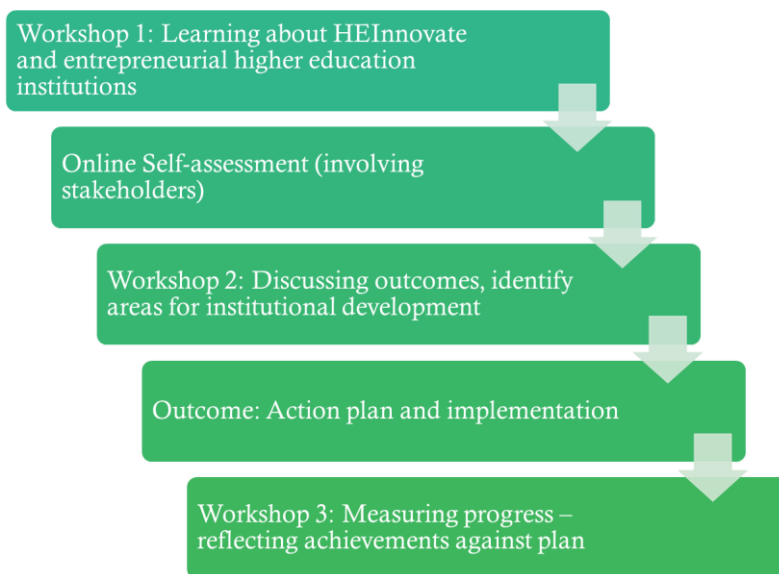 Workshop 1: Learning about HEInnovate
and entrepreneurial higher education
institutions
Online Self-assessment (involving
stakeholders)
Workshop 2: Discussing outcomes, identify
areas for institutional development
Outcome: Action plan and implementation
Workshop 3: Measuring progress –
reflecting achievements against plan